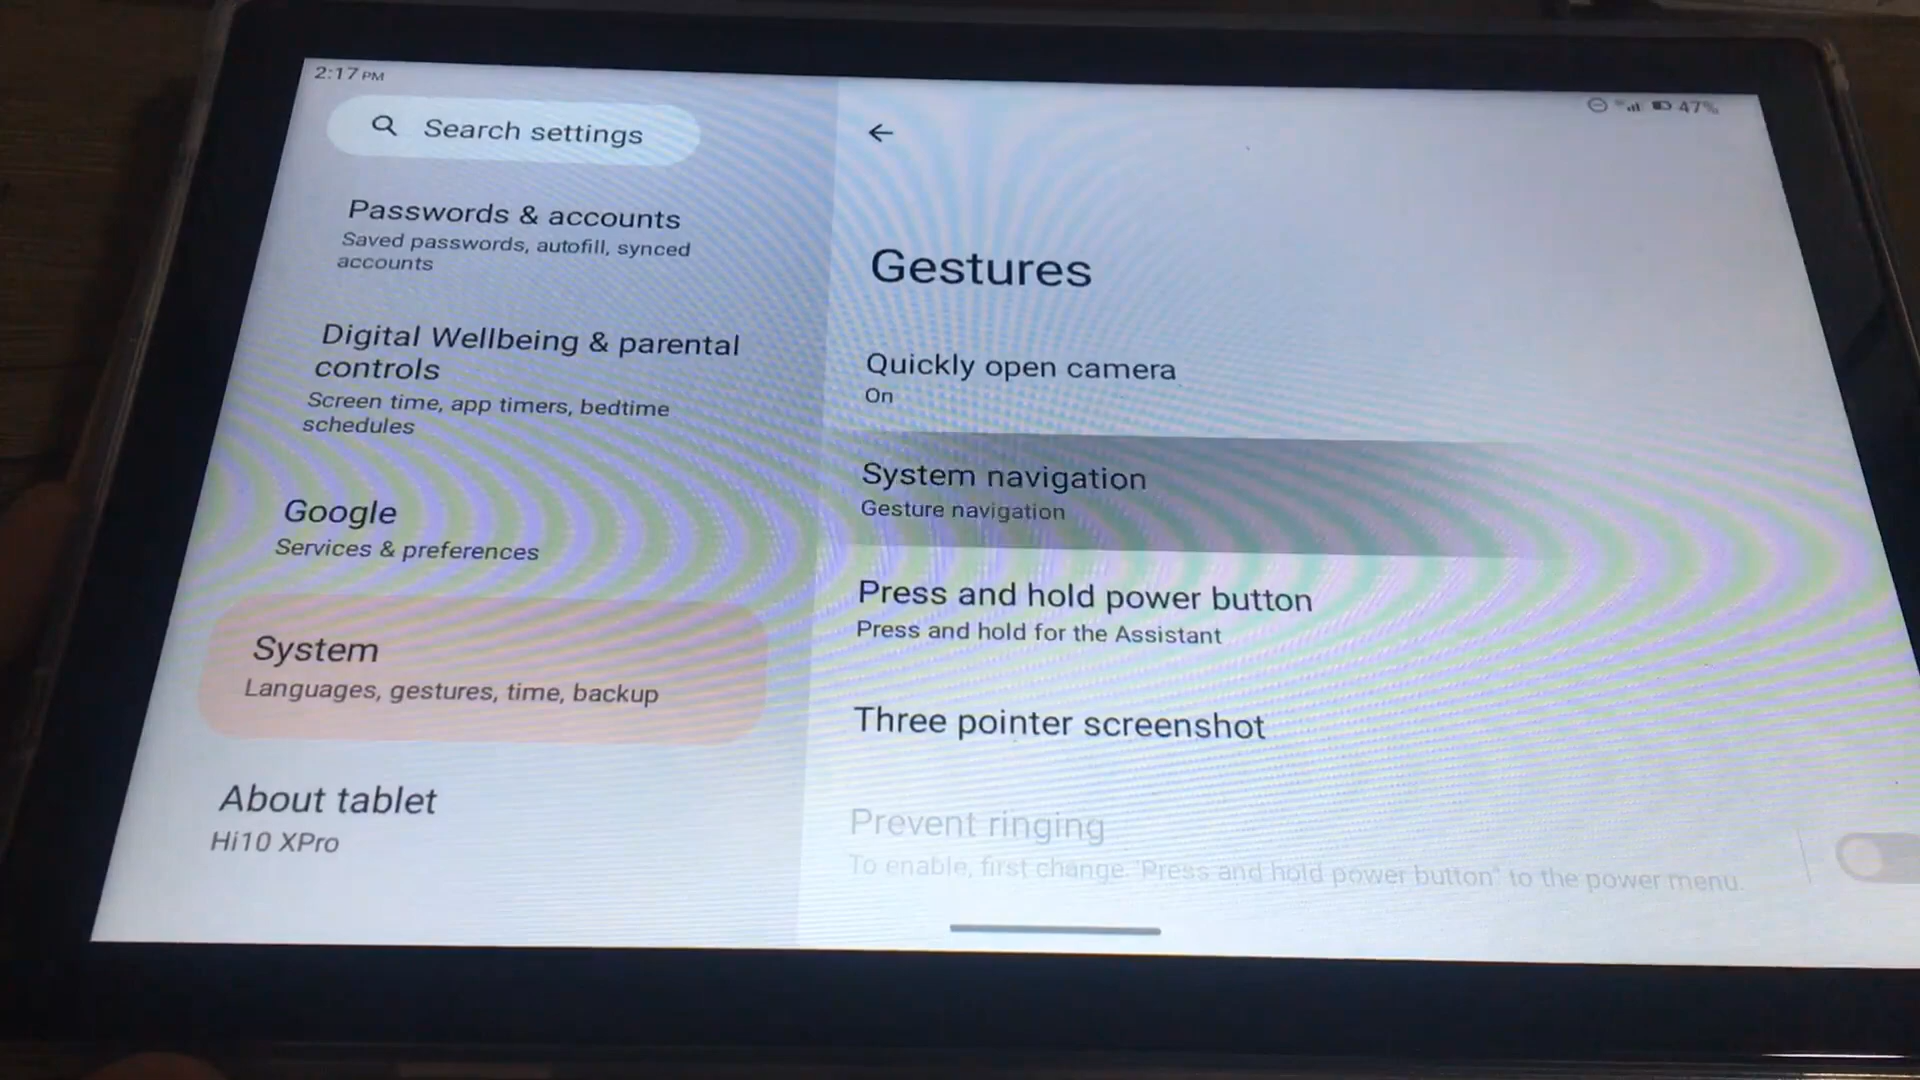 2:17 PM
47%
Search settings
Passwords & accounts
Saved passwords, autofill, synced
accounts
Digital Wellbeing & parental
controls
Screen time, app timers, bedtime
schedules
Google
Services & preferences
System
Languages, gestures, time, backup
About tablet
Hi10 XPro
Gestures
Quickly open camera
On
System navigation
Gesture navigation
Press and hold power button
Press and hold for the Assistant
Three pointer screenshot
Prevent ringing
To enable, first change "Press and hold power button" to the power menu.